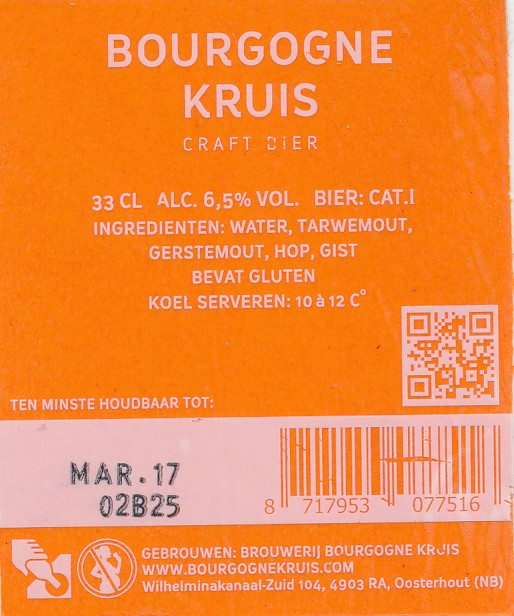 BOURGOGNE
KRUIS
CRAFT BIER
33 CL ALC. 6,5% VOL. BIER: CAT.I
INGREDIENTEN: WATER, TARWEMOUT,
GERSTEMOUT, HOP, GIST
BEVAT GLUTEN
KOEL SERVEREN: 10 à 12 C°
TEN MINSTE HOUDBAAR TOT:
MAR.17
02B25
8 717953 077516
GEBROUWEN: BROUWERIJ BOURGOGNE KRUIS
WWW.BOURGOGNEKRUIS.COM
Wilhelminakanaal-Zuid 104, 4903 RA, Oosterhout (NB)